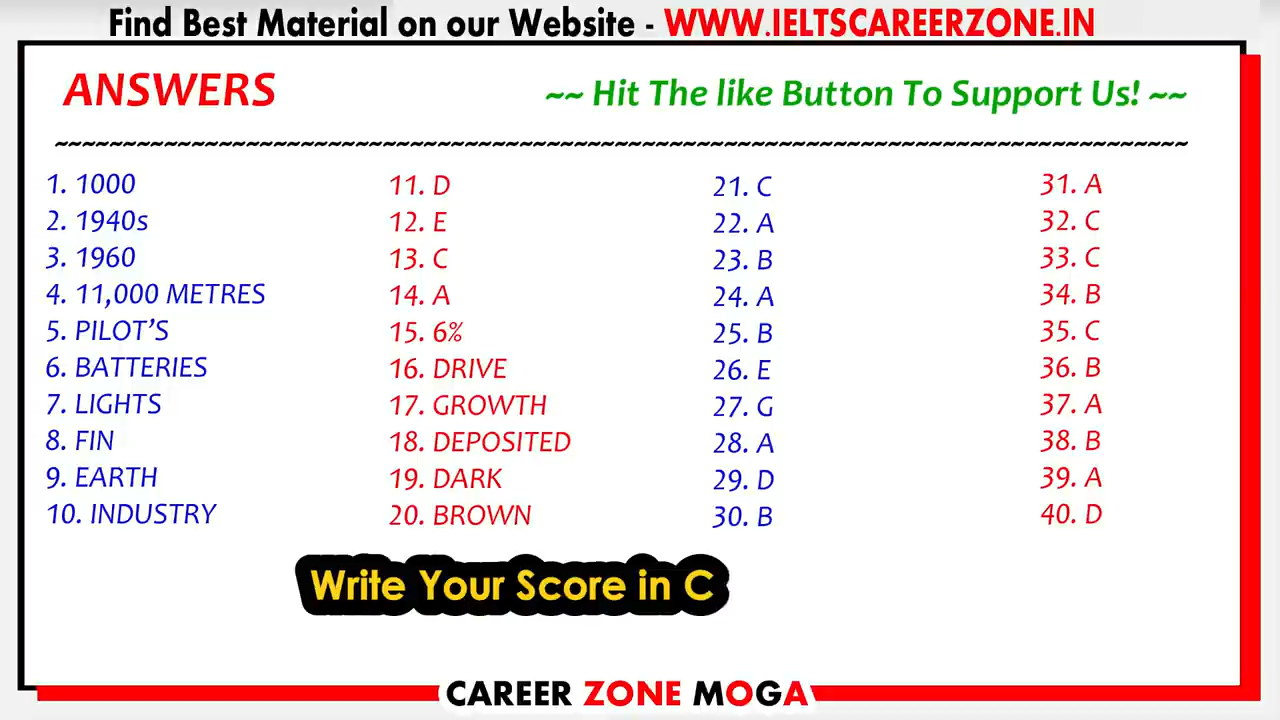 Find Best Material on our Website - WWW.IELTSCAREERZONE.IN
ANSWERS
~~ Hit The like Button To Support Us! ~~
1. 1000
2. 1940s
3. 1960
4. 11,000 METRES
5. PILOT'S
6. BATTERIES
7. LIGHTS
8. FIN
9. EARTH
10. INDUSTRY
11. D
12. E
13. C
14. A
15. 6%
16. DRIVE
17. GROWTH
18. DEPOSITED
19. DARK
20. BROWN
21. C
22. A
23. B
24. A
25. B
26. E
27. G
28. A
29. D
30. B
31. A
32. C
33. C
34. B
35. C
36. B
37. A
38. B
39. A
40. D
Write Your Score in C
CAREER ZONE MOGA